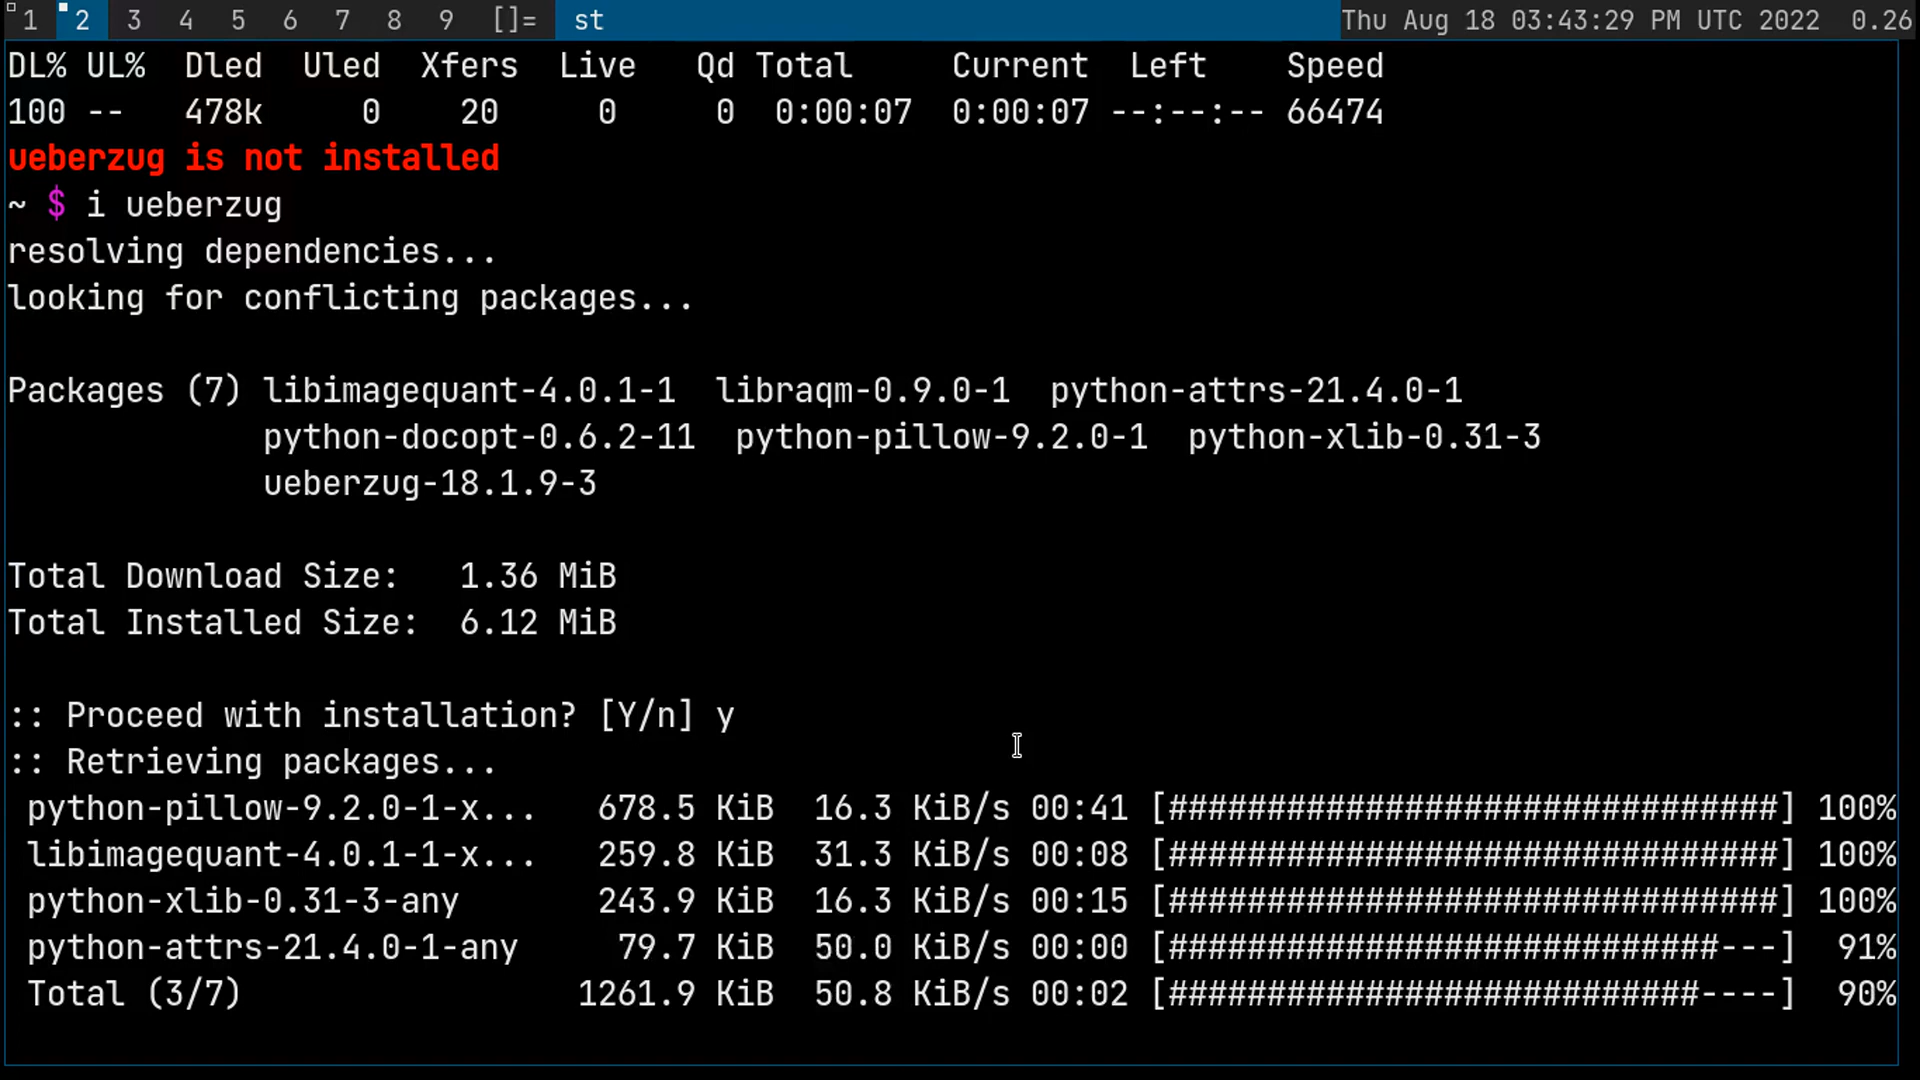 1 2 3 4 5 6 7 8 9 []= st Thu Aug 18 03:43:29 PM UTC 2022 0.26
DL% UL%  Dled  Uled  Xfers  Live   Qd Total     Current  Left    Speed
100 --   478k     0    20     0     0  0:00:07  0:00:07 --:--:-- 66474
ueberzug is not installed
~ $ i ueberzug
resolving dependencies...
looking for conflicting packages...
Packages (7) libimagequant-4.0.1-1  libraqm-0.9.0-1  python-attrs-21.4.0-1
python-docopt-0.6.2-11  python-pillow-9.2.0-1  python-xlib-0.31-3
ueberzug-18.1.9-3
Total Download Size:   1.36 MiB
Total Installed Size:  6.12 MiB
:: Proceed with installation? [Y/n] y
:: Retrieving packages...
python-pillow-9.2.0-1-x...   678.5 KiB  16.3 KiB/s 00:41 [###############################] 100%
libimagequant-4.0.1-1-x...   259.8 KiB  31.3 KiB/s 00:08 [###############################] 100%
python-xlib-0.31-3-any       243.9 KiB  16.3 KiB/s 00:15 [###############################] 100%
python-attrs-21.4.0-1-any     79.7 KiB  50.0 KiB/s 00:00 [############################---]  91%
Total (3/7)                 1261.9 KiB  50.8 KiB/s 00:02 [###########################----]  90%